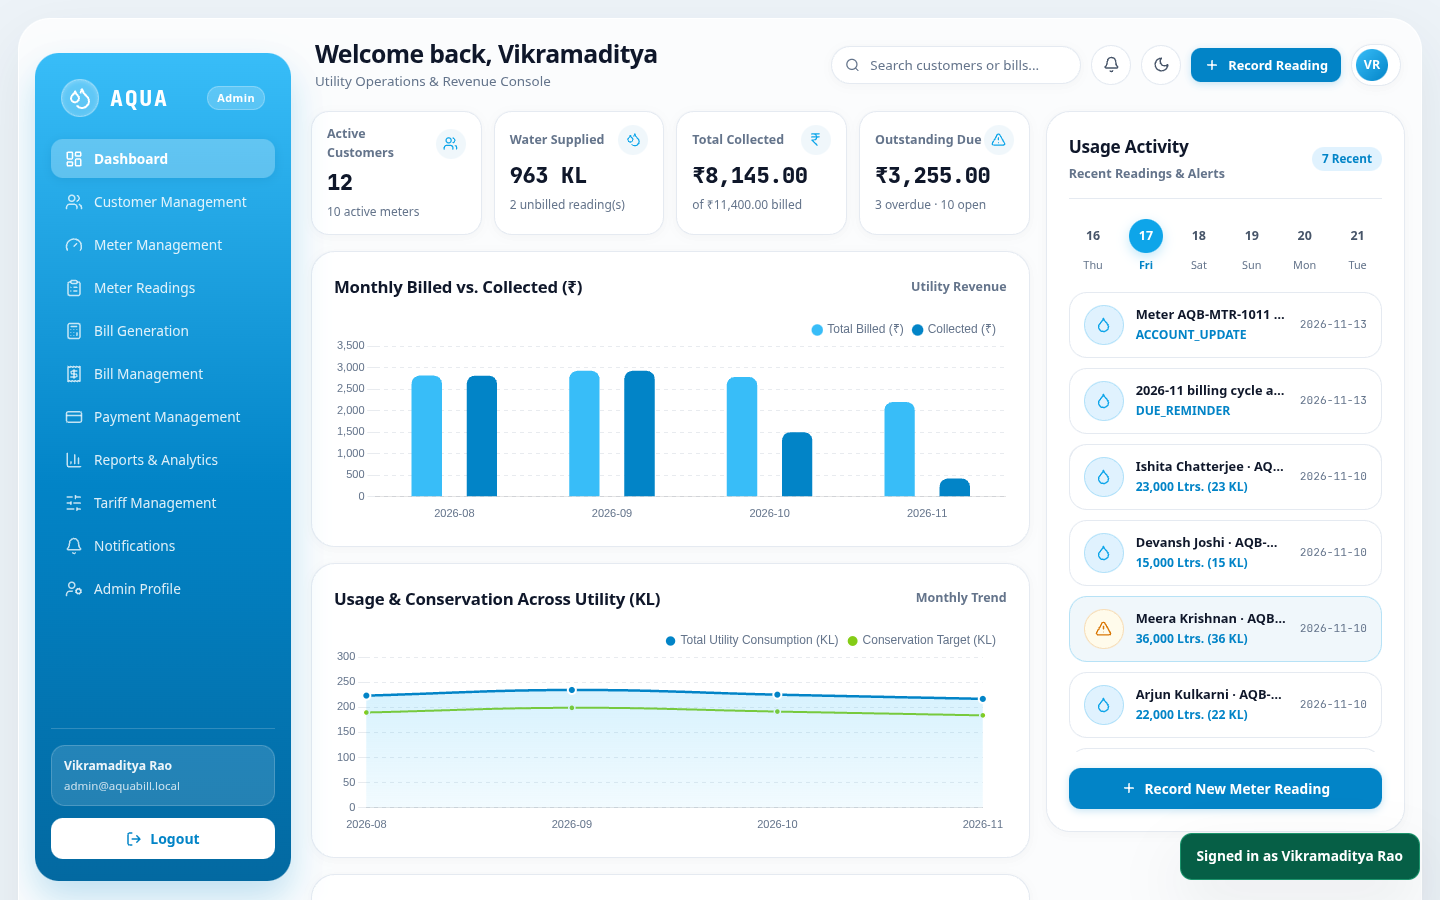 AQUA
Admin
Dashboard
Customer Management
Meter Management
Meter Readings
Bill Generation
Bill Management
Payment Management
Reports & Analytics
Tariff Management
Notifications
Admin Profile
Vikramaditya Rao
admin@aquabill.local
Logout
Welcome back, Vikramaditya
Utility Operations & Revenue Console
Search customers or bills...
Record Reading
VR
Active
Customers
12
10 active meters
Water Supplied
963 KL
2 unbilled reading(s)
Total Collected
₹
₹8,145.00
of ₹11,400.00 billed
Outstanding Due
₹3,255.00
3 overdue · 10 open
Monthly Billed vs. Collected (₹)
Utility Revenue
Total Billed (₹)
Collected (₹)
3,500
3,000
2,500
2,000
1,500
1,000
500
0
2026-08
2026-09
2026-10
2026-11
Usage & Conservation Across Utility (KL)
Monthly Trend
Total Utility Consumption (KL)
Conservation Target (KL)
300
250
200
150
100
50
0
2026-08
2026-09
2026-10
2026-11
Usage Activity
Recent Readings & Alerts
7 Recent
16 17 18 19 20 21
Thu Fri Sat Sun Mon Tue
Meter AQB-MTR-1011 ...
ACCOUNT_UPDATE
2026-11-13
2026-11 billing cycle a...
DUE_REMINDER
2026-11-13
Ishita Chatterjee · AQ...
23,000 Ltrs. (23 KL)
2026-11-10
Devansh Joshi · AQB-...
15,000 Ltrs. (15 KL)
2026-11-10
Meera Krishnan · AQB...
36,000 Ltrs. (36 KL)
2026-11-10
Arjun Kulkarni · AQB-...
22,000 Ltrs. (22 KL)
2026-11-10
Record New Meter Reading
Signed in as Vikramaditya Rao